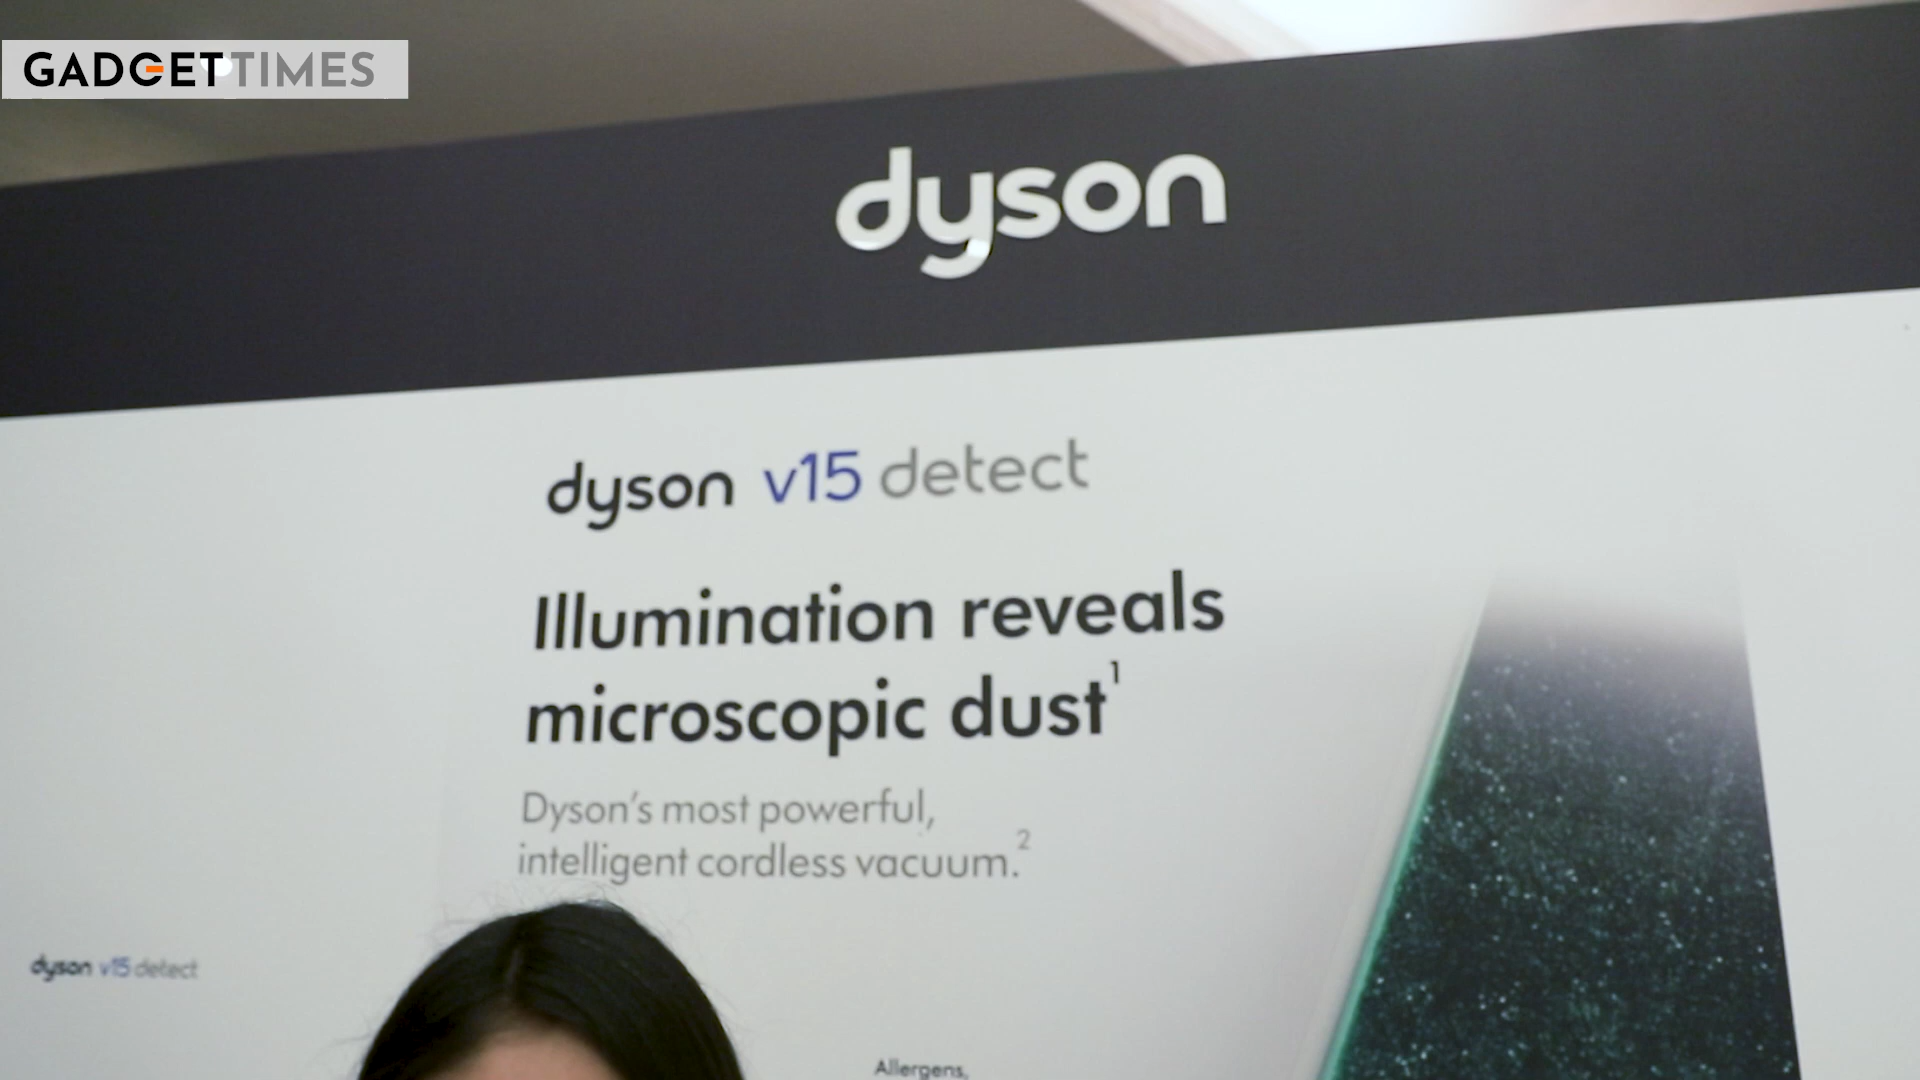 GADGETTIMES
dyson
dyson v15 detect
Illumination reveals
microscopic dust¹
Dyson's most powerful,
intelligent cordless vacuum.²
dyson v15 detect
Allergens,